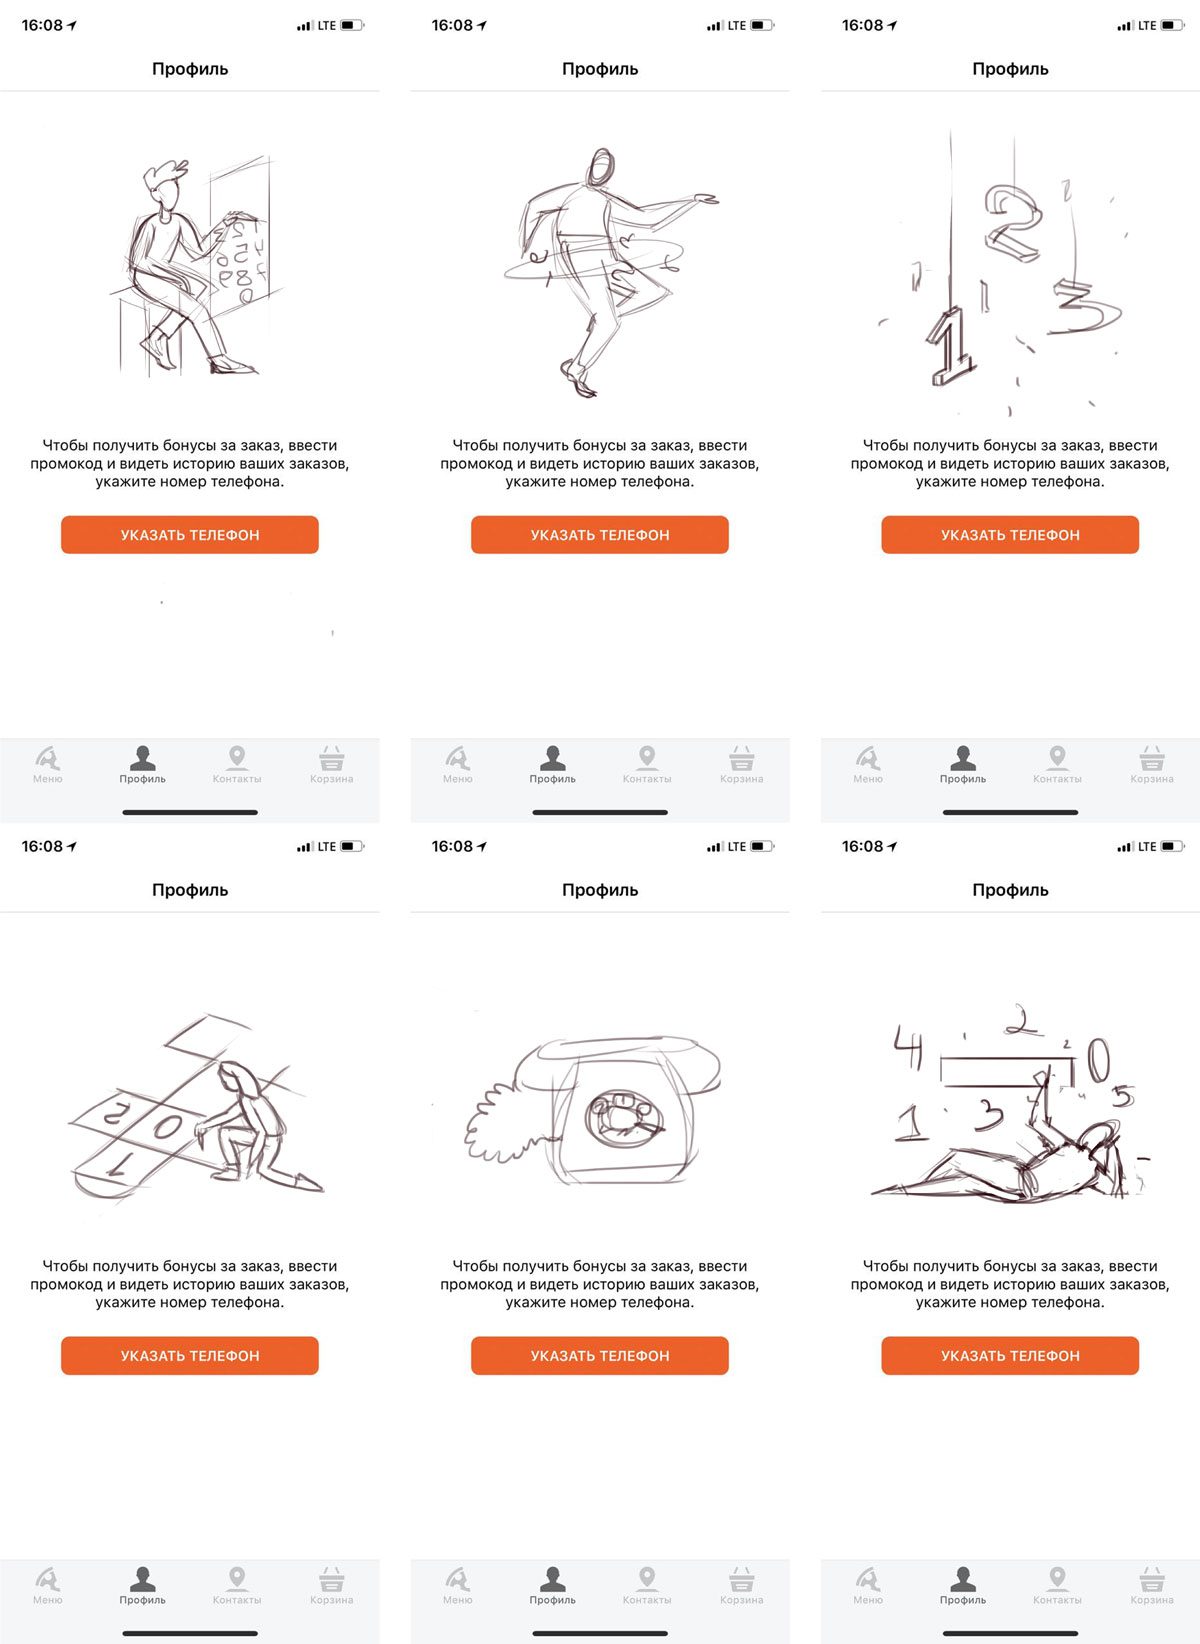 16:08 LTE
Профиль
Чтобы получить бонусы за заказ, ввести
промокод и видеть историю ваших заказов,
укажите номер телефона.
УКАЗАТЬ ТЕЛЕФОН
Меню Профиль Контакты Корзина
16:08 LTE
Профиль
Чтобы получить бонусы за заказ, ввести
промокод и видеть историю ваших заказов,
укажите номер телефона.
УКАЗАТЬ ТЕЛЕФОН
Меню Профиль Контакты Корзина
16:08 LTE
Профиль
2
3
1
Чтобы получить бонусы за заказ, ввести
промокод и видеть историю ваших заказов,
укажите номер телефона.
УКАЗАТЬ ТЕЛЕФОН
Меню Профиль Контакты Корзина
16:08 LTE
Профиль
2 0
1
Чтобы получить бонусы за заказ, ввести
промокод и видеть историю ваших заказов,
укажите номер телефона.
УКАЗАТЬ ТЕЛЕФОН
Меню Профиль Контакты Корзина
16:08 LTE
Профиль
Чтобы получить бонусы за заказ, ввести
промокод и видеть историю ваших заказов,
укажите номер телефона.
УКАЗАТЬ ТЕЛЕФОН
Меню Профиль Контакты Корзина
16:08 LTE
Профиль
4 2 0
1 3 5
Чтобы получить бонусы за заказ, ввести
промокод и видеть историю ваших заказов,
укажите номер телефона.
УКАЗАТЬ ТЕЛЕФОН
Меню Профиль Контакты Корзина